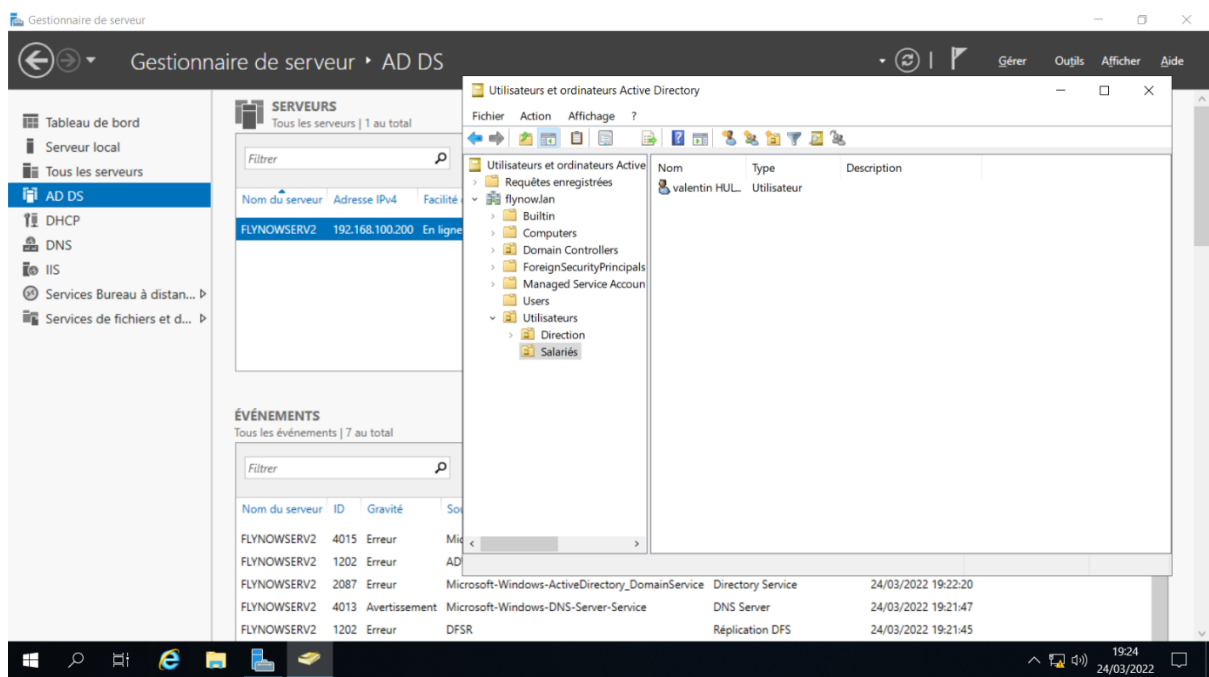 Gestionnaire de serveur
Gestionnaire de serveur • AD DS
Gérer Outils Afficher Aide
Tableau de bord
Serveur local
Tous les serveurs
AD DS
DHCP
DNS
IIS
Services Bureau à distan...
Services de fichiers et d...
SERVEURS
Tous les serveurs | 1 au total
Filtrer
Nom du serveur Adresse IPv4 Facilité
FLYNOWSERV2 192.168.100.200 En ligne
ÉVÉNEMENTS
Tous les événements | 7 au total
Filtrer
Nom du serveur ID Gravité
FLYNOWSERV2 4015 Erreur
FLYNOWSERV2 1202 Erreur
FLYNOWSERV2 2087 Erreur Microsoft-Windows-ActiveDirectory_DomainService Directory Service 24/03/2022 19:22:20
FLYNOWSERV2 4013 Avertissement Microsoft-Windows-DNS-Server-Service DNS Server 24/03/2022 19:21:47
FLYNOWSERV2 1202 Erreur DFSR Réplication DFS 24/03/2022 19:21:45
Utilisateurs et ordinateurs Active Directory
Fichier Action Affichage ?
Utilisateurs et ordinateurs Active
Requêtes enregistrées
flynow.lan
Builtin
Computers
Domain Controllers
ForeignSecurityPrincipals
Managed Service Accoun
Users
Utilisateurs
Direction
Salariés
Nom Type Description
valentin HUL... Utilisateur
19:24
24/03/2022